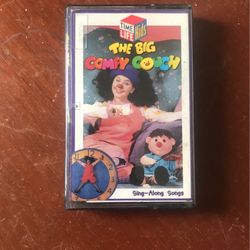 TIME
LIFE
Kids
THE BIG
COMFY COUCH
Sing-Along Songs